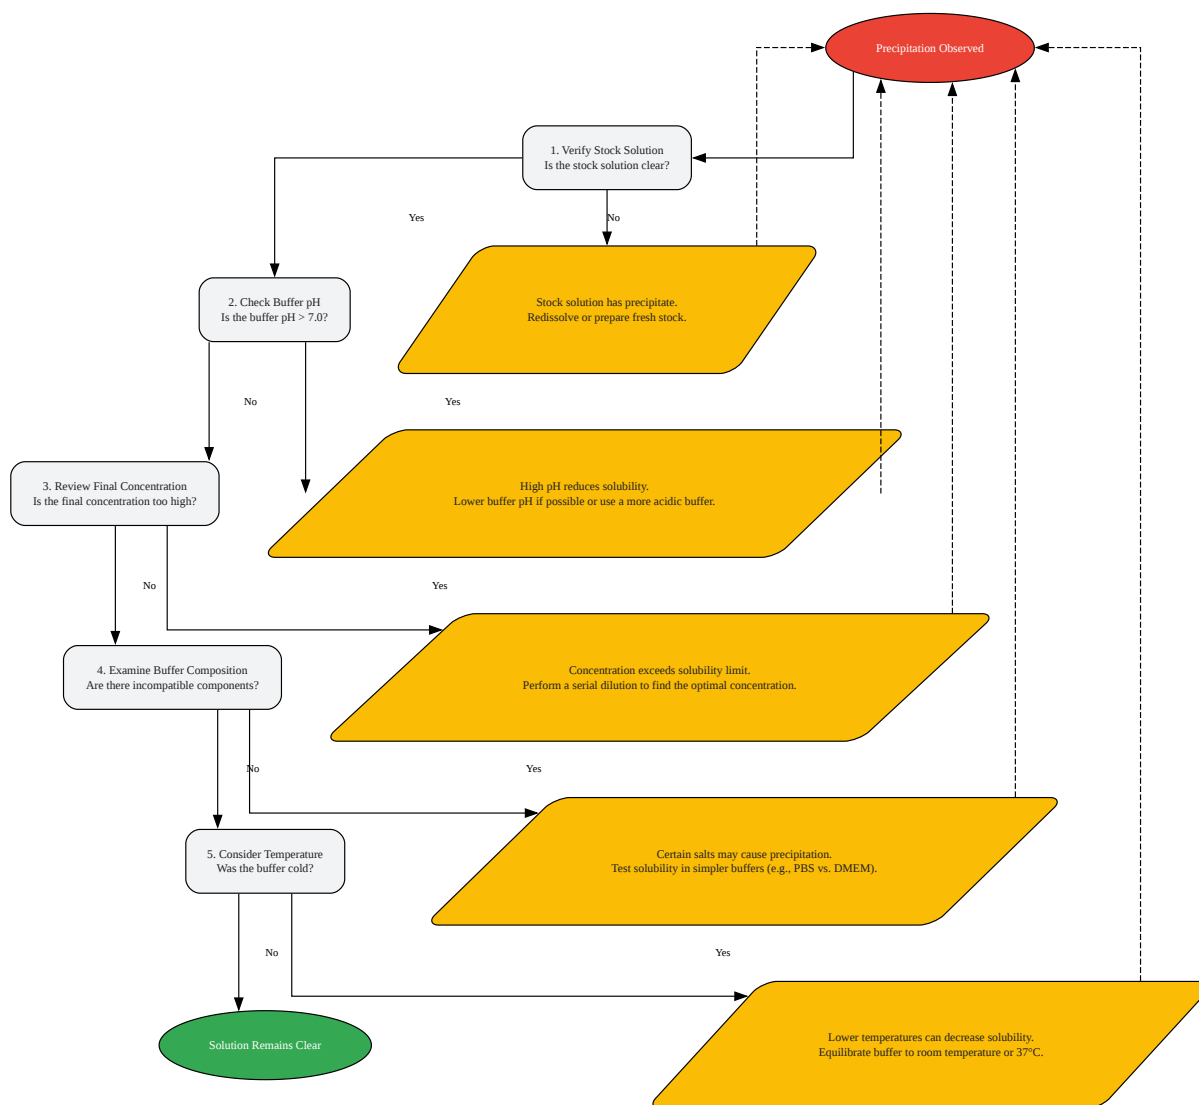 Precipitation Observed
1. Verify Stock Solution
Is the stock solution clear?
Yes
No
2. Check Buffer pH
Is the buffer pH > 7.0?
Stock solution has precipitate.
Redissolve or prepare fresh stock.
No
Yes
3. Review Final Concentration
Is the final concentration too high?
High pH reduces solubility.
Lower buffer pH if possible or use a more acidic buffer.
No
Yes
4. Examine Buffer Composition
Are there incompatible components?
Concentration exceeds solubility limit.
Perform a serial dilution to find the optimal concentration.
No
Yes
5. Consider Temperature
Was the buffer cold?
Certain salts may cause precipitation.
Test solubility in simpler buffers (e.g., PBS vs. DMEM).
No
Yes
Solution Remains Clear
Lower temperatures can decrease solubility.
Equilibrate buffer to room temperature or 37°C.